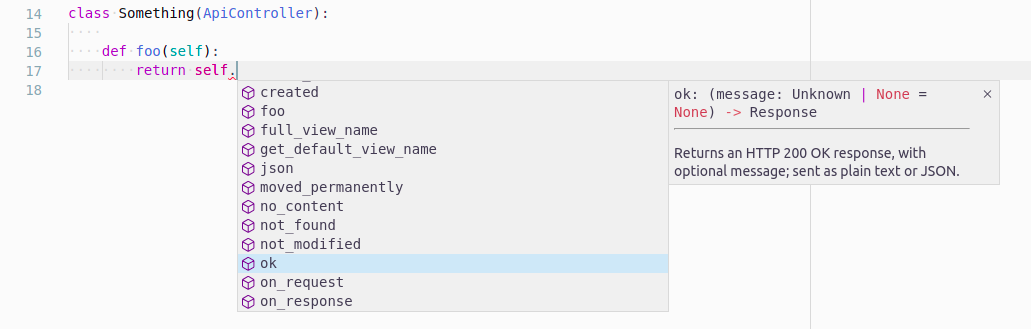 14 class Something(ApiController):
15
16 def foo(self):
17 return self.
18
created
foo
full_view_name
get_default_view_name
json
moved_permanently
no_content
not_found
not_modified
ok
on_request
on_response
ok: (message: Unknown | None = ×
None) -> Response
Returns an HTTP 200 OK response, with
optional message; sent as plain text or JSON.